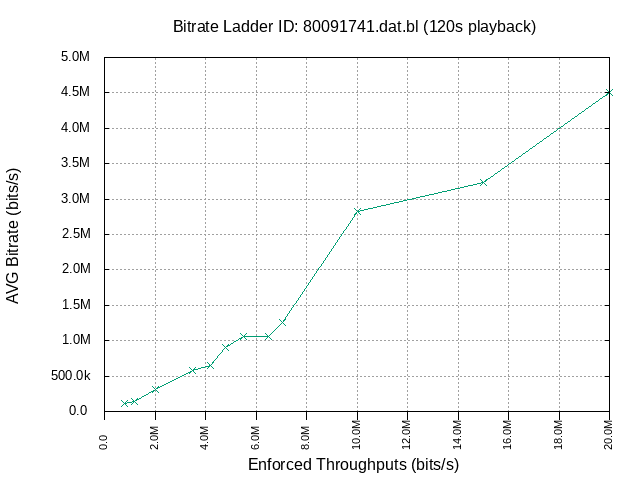 Bitrate Ladder ID: 80091741.dat.bl (120s playback)
5.0M
4.5M
4.0M
3.5M
3.0M
2.5M
2.0M
1.5M
1.0M
500.0k
0.0
AVG Bitrate (bits/s)
0.0
2.0M
4.0M
6.0M
8.0M
10.0M
12.0M
14.0M
16.0M
18.0M
20.0M
Enforced Throughputs (bits/s)